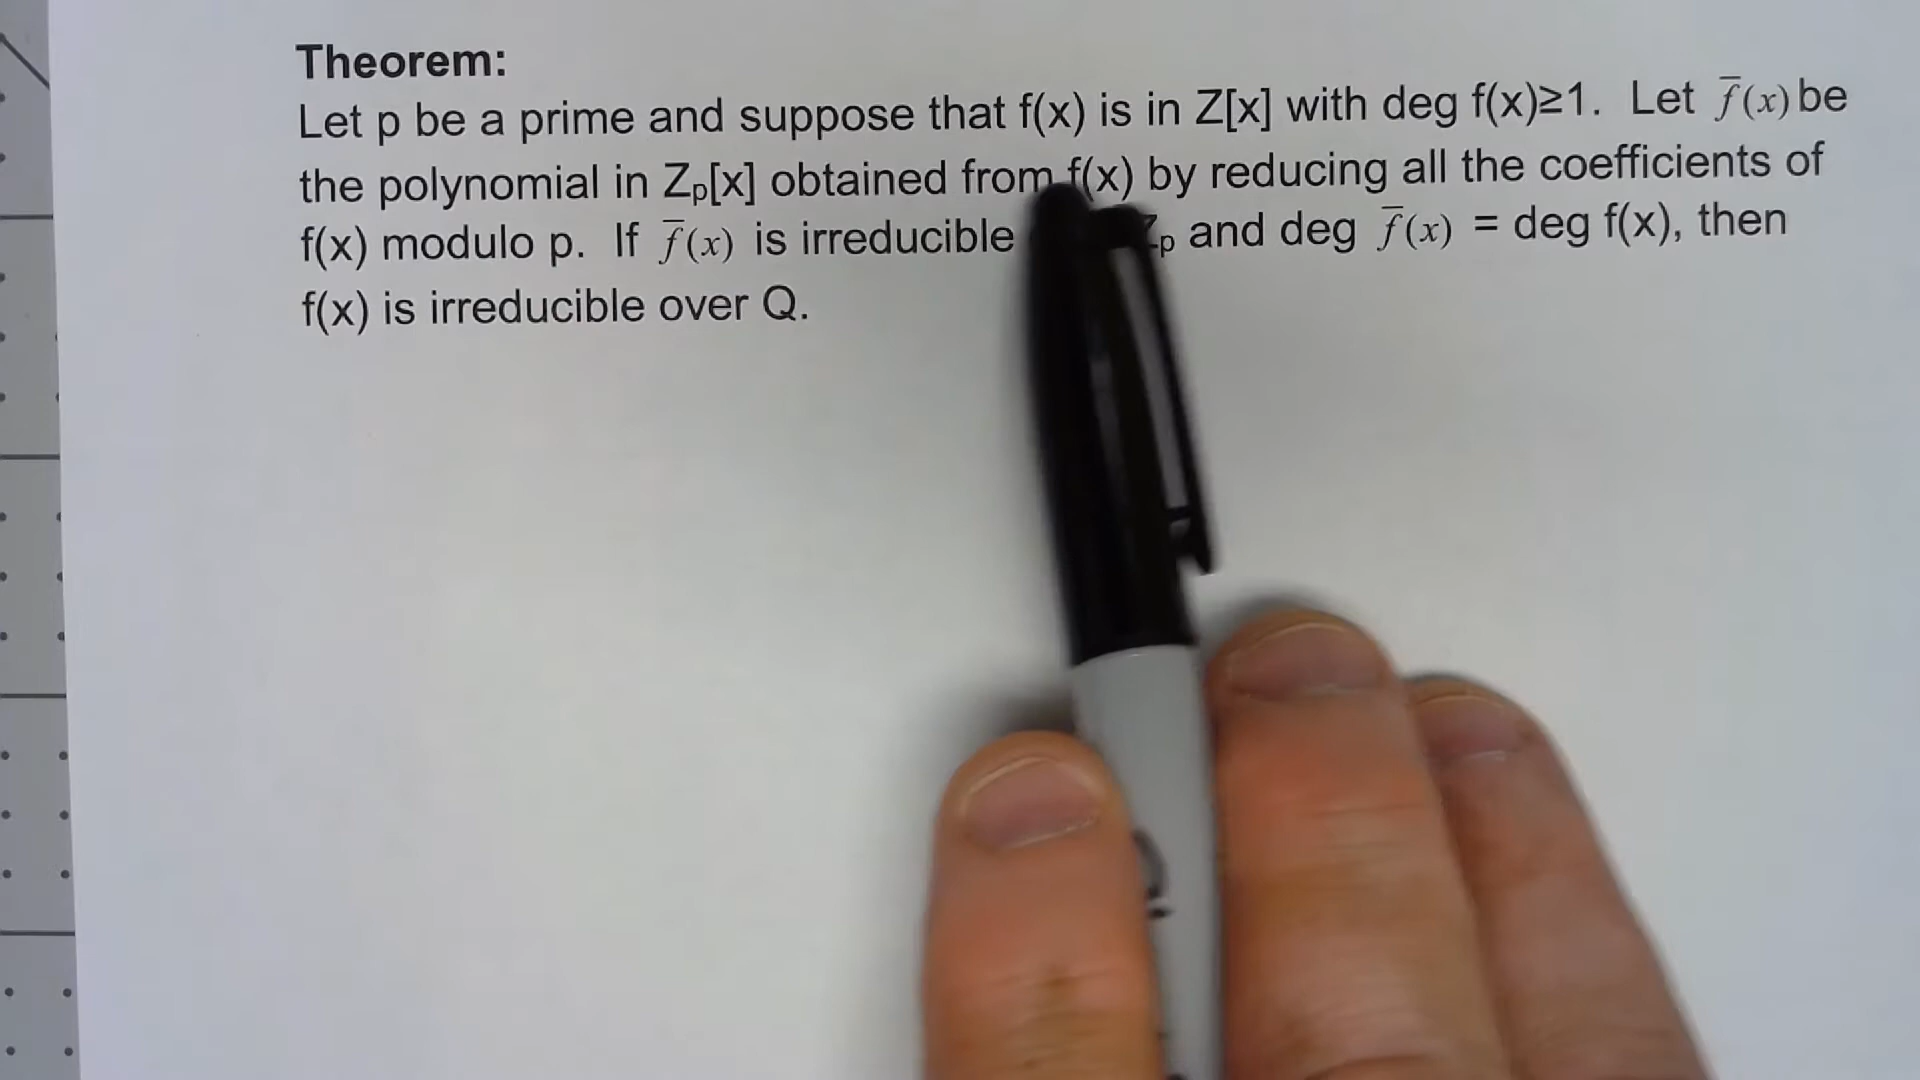 Theorem:
Let p be a prime and suppose that f(x) is in Z[x] with deg f(x)≥1. Let f̅(x) be
the polynomial in Zₚ[x] obtained from f(x) by reducing all the coefficients of
f(x) modulo p. If f̅(x) is irreducible Zₚ and deg f̅(x) = deg f(x), then
f(x) is irreducible over Q.